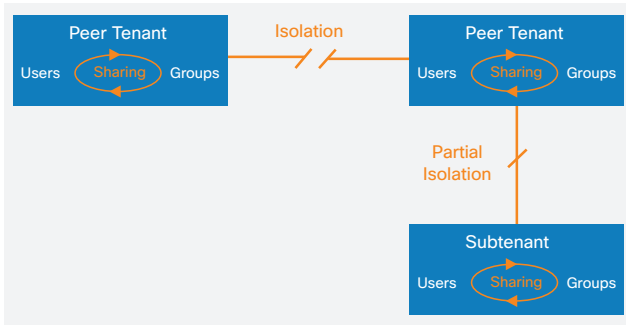 Peer Tenant
Users Sharing Groups
Isolation
Peer Tenant
Users Sharing Groups
Partial
Isolation
Subtenant
Users Sharing Groups